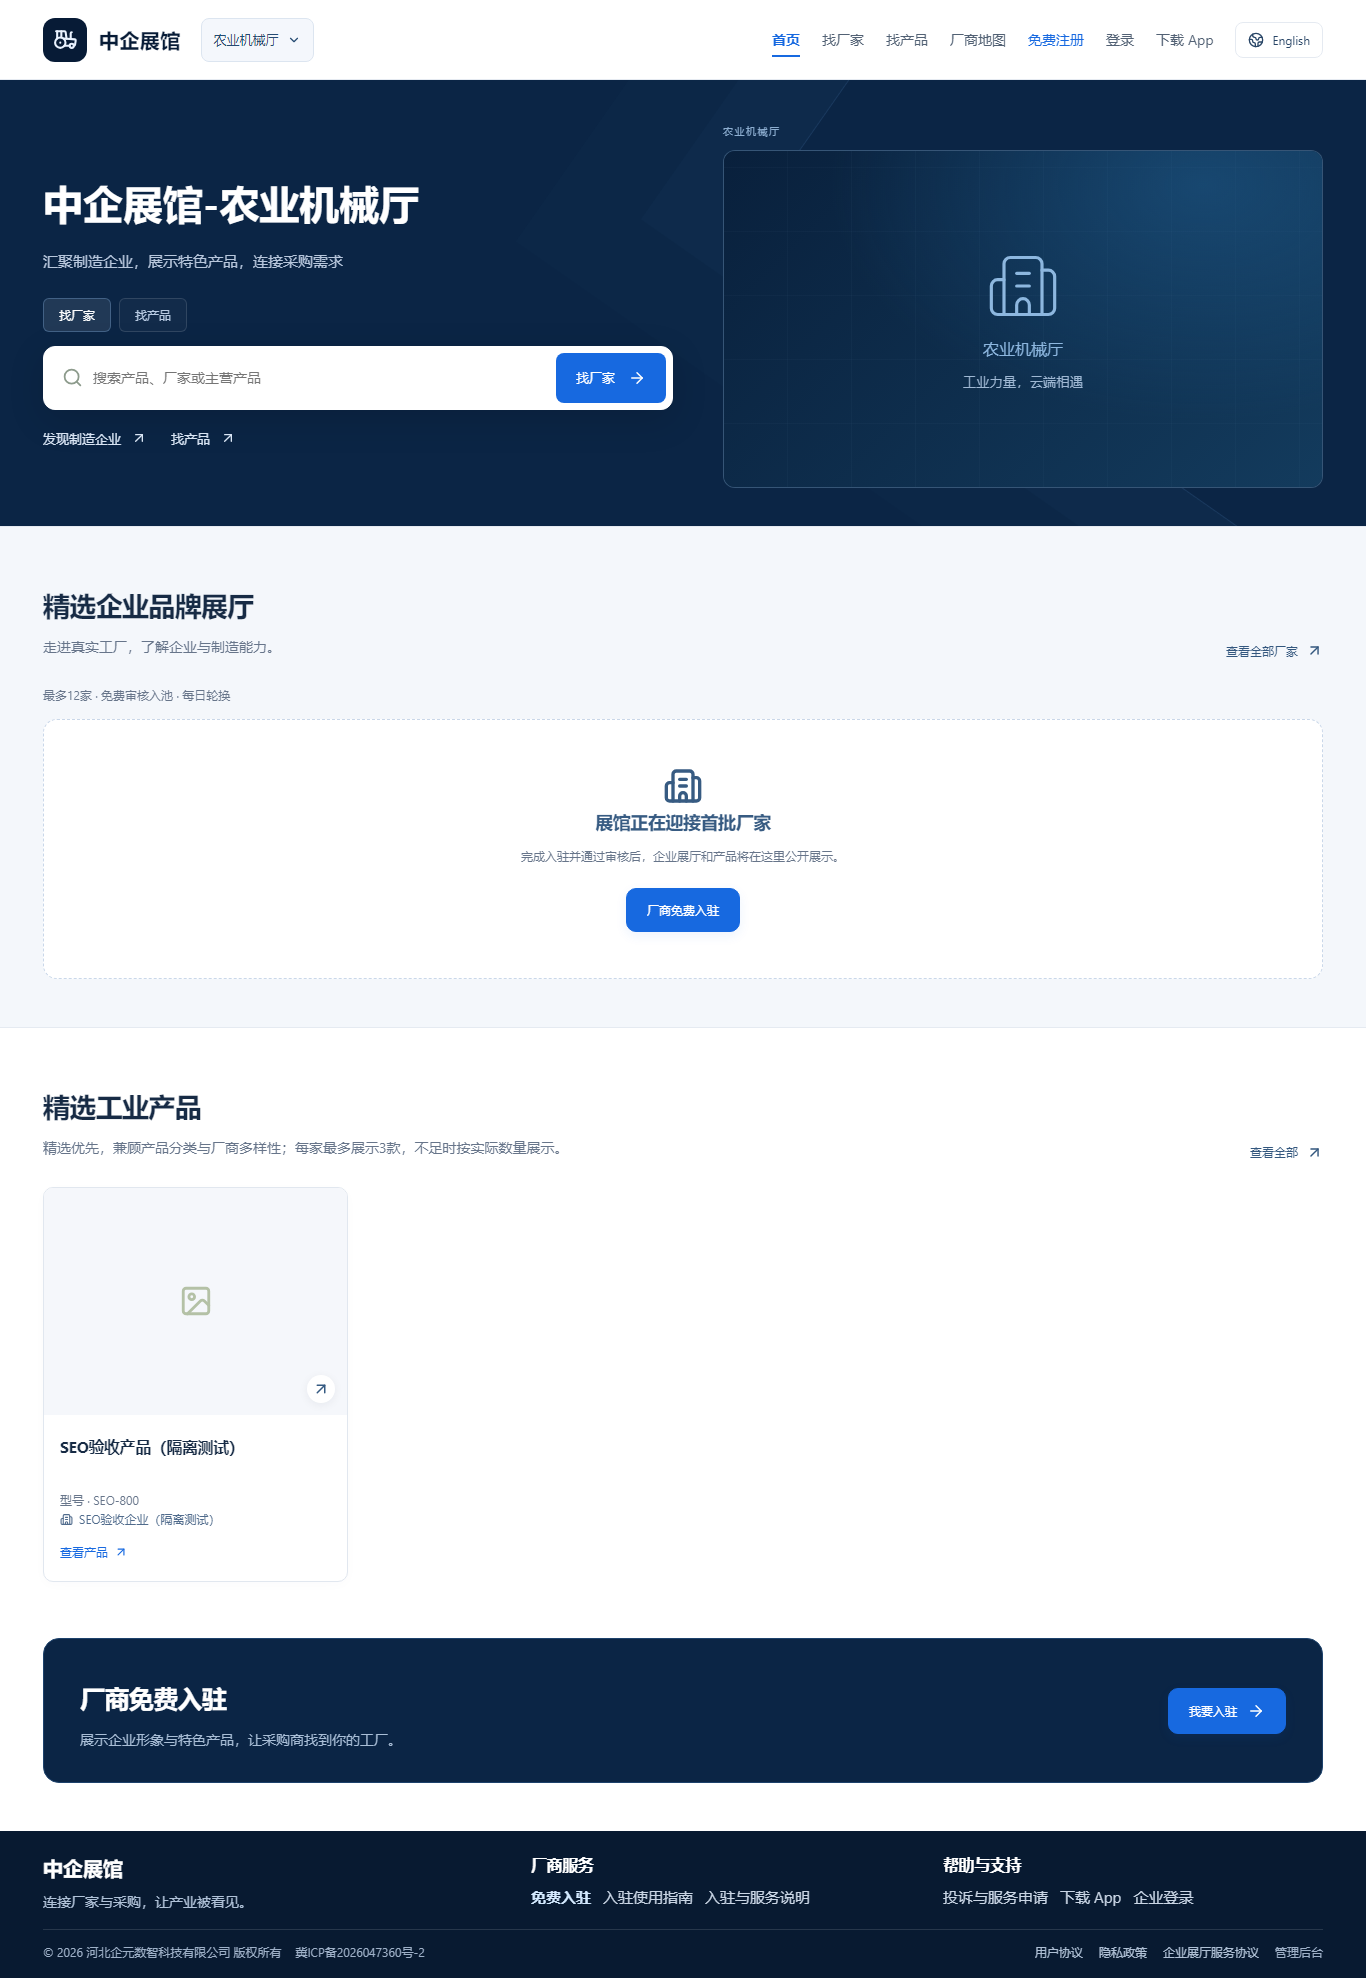 中企展馆
农业机械厅
首页 找厂家 找产品 厂商地图 免费注册 登录 下载 App English
农业机械厅
中企展馆-农业机械厅
汇聚制造企业，展示特色产品，连接采购需求
找厂家 找产品
搜索产品、厂家或主营产品
找厂家
发现制造企业 找产品
农业机械厅
工业力量，云端相遇
精选企业品牌展厅
走进真实工厂，了解企业与制造能力。
查看全部厂家
最多12家 · 免费审核入池 · 每日轮换
展馆正在迎接首批厂家
完成入驻并通过审核后，企业展厅和产品将在这里公开展示。
厂商免费入驻
精选工业产品
精选优先，兼顾产品分类与厂商多样性；每家最多展示3款，不足时按实际数量展示。
查看全部
SEO验收产品（隔离测试）
型号 · SEO-800
SEO验收企业（隔离测试）
查看产品
厂商免费入驻
展示企业形象与特色产品，让采购商找到你的工厂。
我要入驻
中企展馆
连接厂家与采购，让产业被看见。
厂商服务
免费入驻 入驻使用指南 入驻与服务说明
帮助与支持
投诉与服务申请 下载 App 企业登录
© 2026 河北企元数智科技有限公司 版权所有 冀ICP备2026047360号-2
用户协议 隐私政策 企业展厅服务协议 管理后台